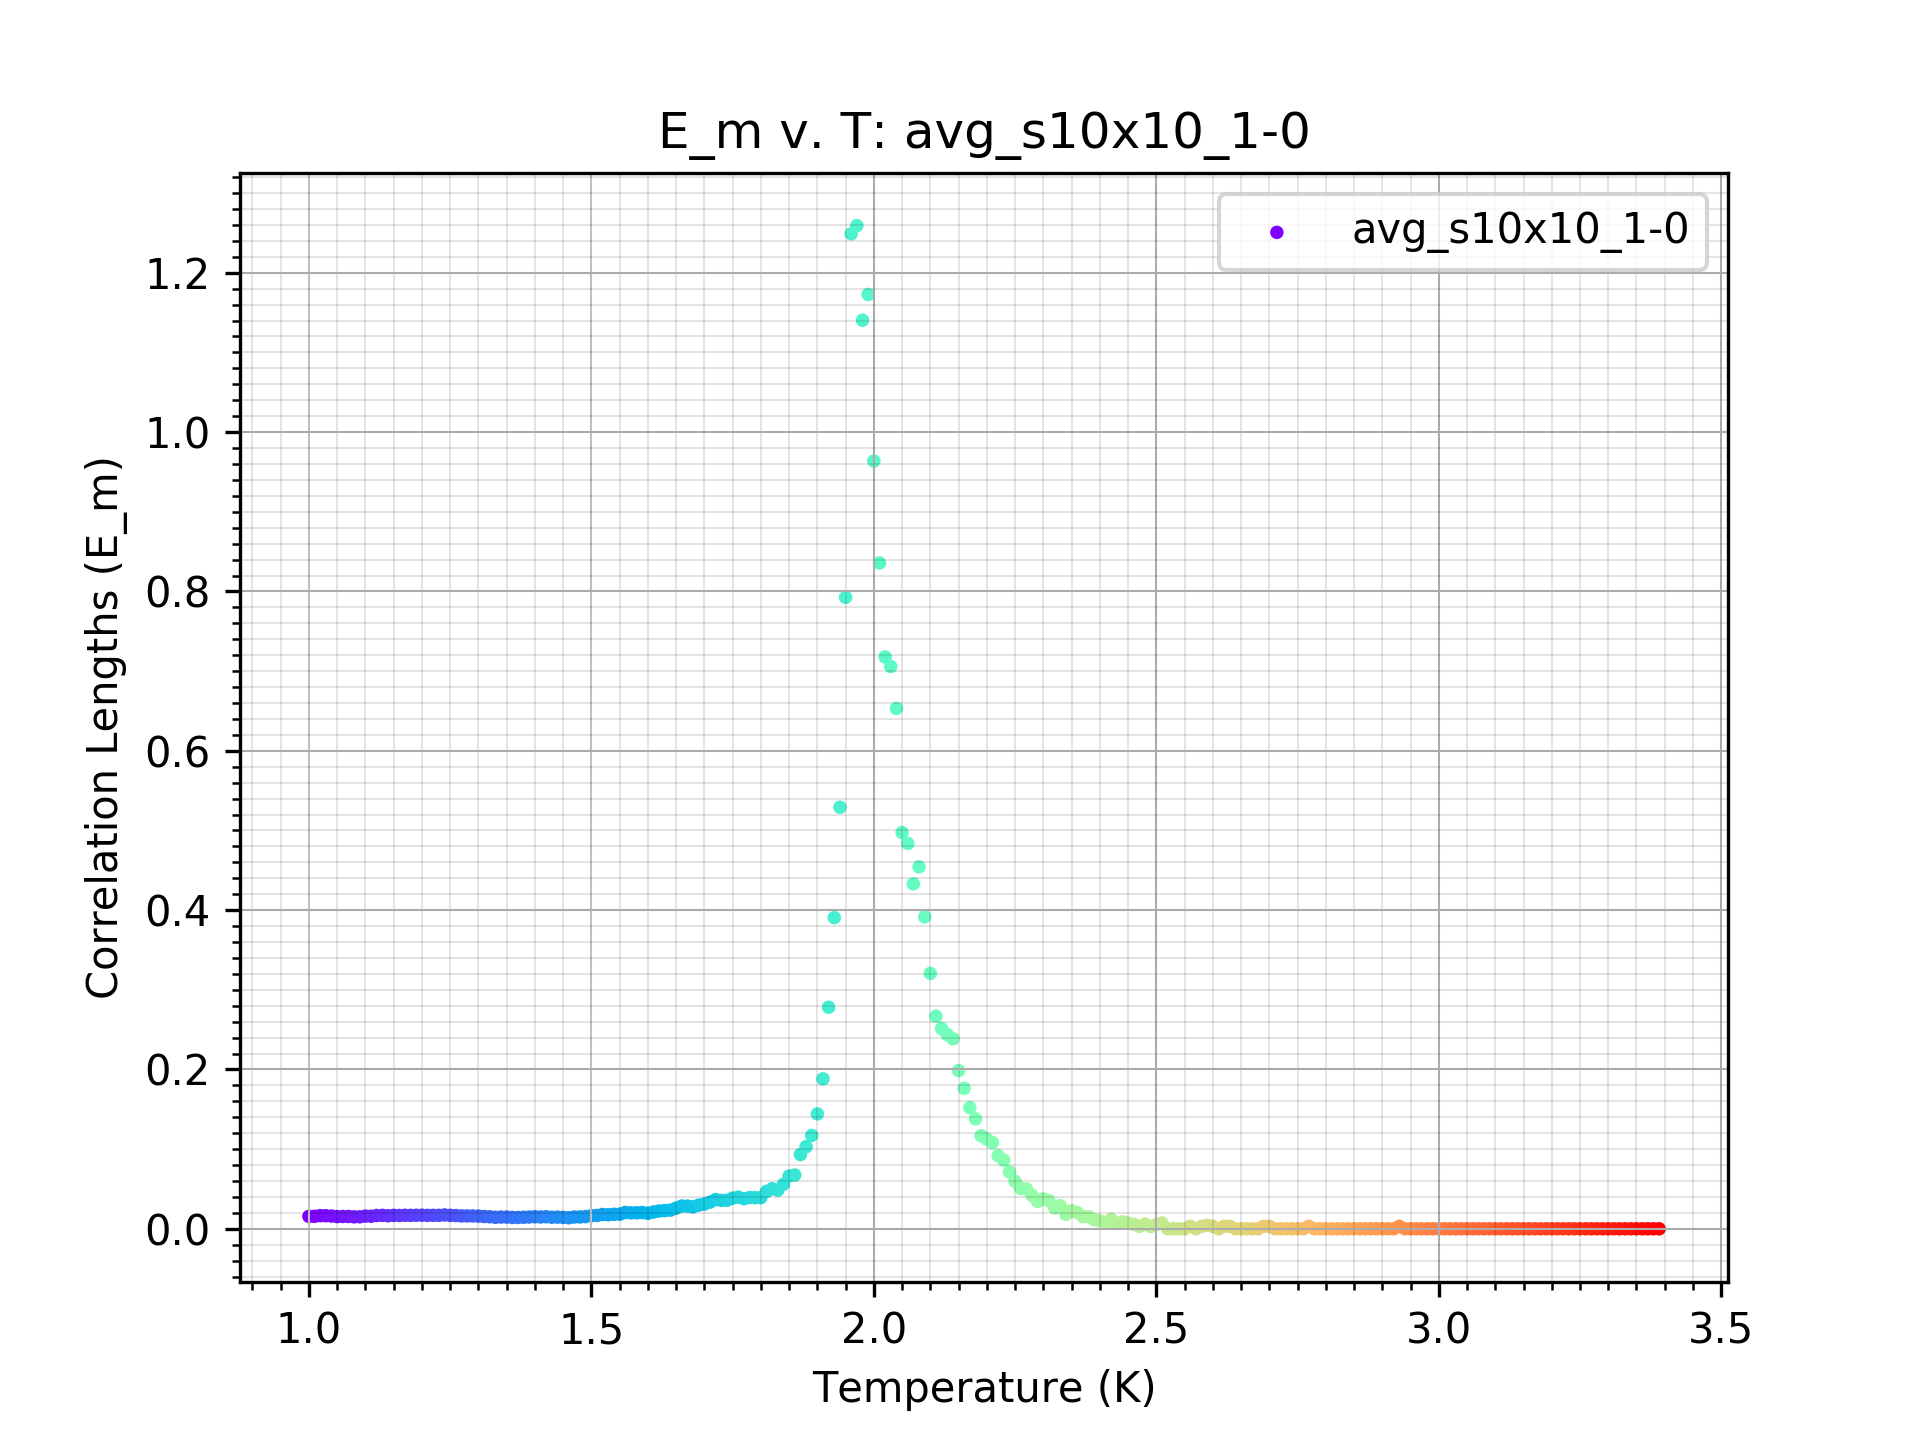 E_m v. T: avg_s10x10_1-0
avg_s10x10_1-0
Correlation Lengths (E_m)
1.2
1.0
0.8
0.6
0.4
0.2
0.0
1.0 1.5 2.0 2.5 3.0 3.5
Temperature (K)